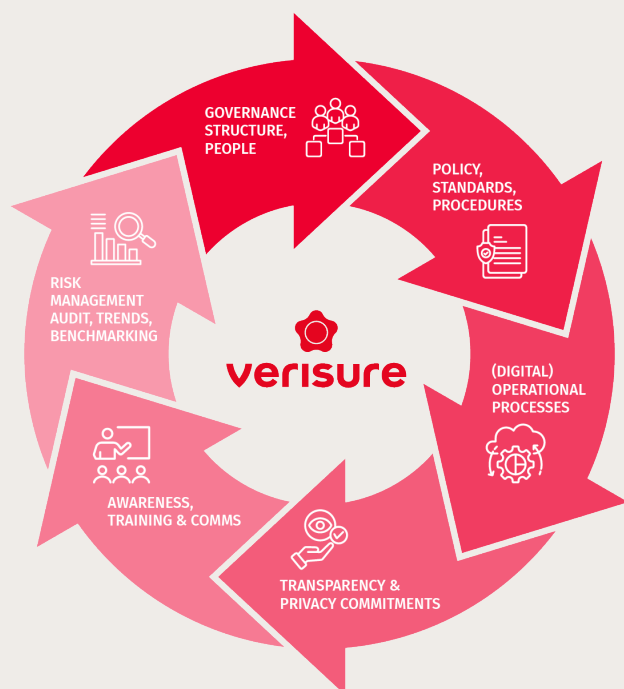 GOVERNANCE
STRUCTURE,
PEOPLE
POLICY,
STANDARDS,
PROCEDURES
(DIGITAL)
OPERATIONAL
PROCESSES
TRANSPARENCY &
PRIVACY COMMITMENTS
AWARENESS,
TRAINING & COMMS
RISK
MANAGEMENT
AUDIT, TRENDS,
BENCHMARKING
verisure